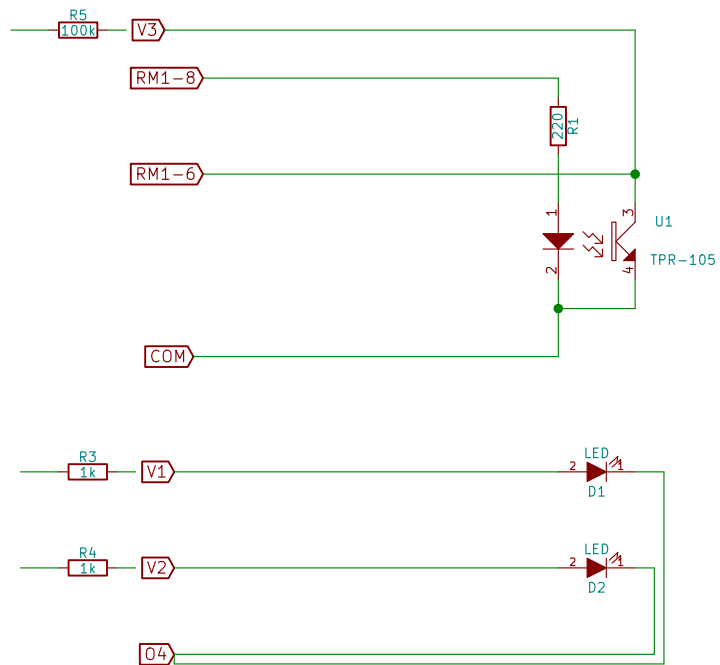 R5
100k
V3
RM1-8
220
R1
RM1-6
1
3
U1
2
4
TPR-105
COM
R3
1k
V1
LED
2
1
D1
R4
1k
V2
LED
2
1
D2
O4